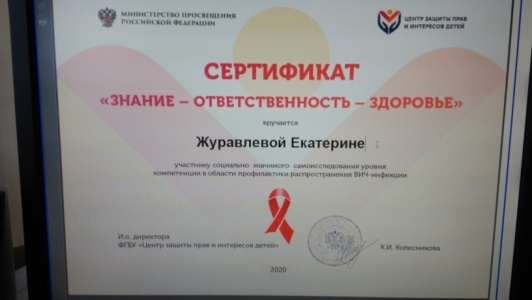 МИНИСТЕРСТВО ПРОСВЕЩЕНИЯ
РОССИЙСКОЙ ФЕДЕРАЦИИ
ЦЕНТР ЗАЩИТЫ ПРАВ
И ИНТЕРЕСОВ ДЕТЕЙ
СЕРТИФИКАТ
«ЗНАНИЕ – ОТВЕТСТВЕННОСТЬ – ЗДОРОВЬЕ»
вручается
Журавлевой Екатерине
участнику социально значимого самоисследования уровня
компетенции в области профилактики распространения ВИЧ-инфекции
И.о. директора
ФГБУ «Центр защиты прав и интересов детей»
К.И. Колесникова
2020